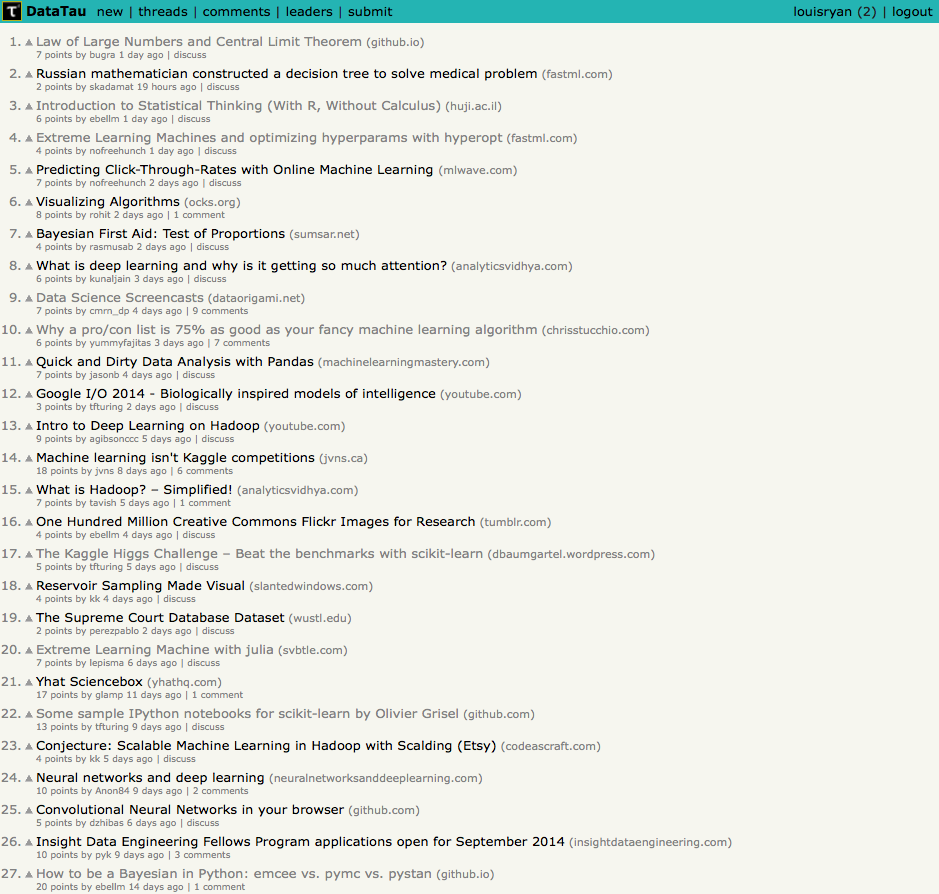 τ DataTau new | threads | comments | leaders | submit louisryan (2) | logout
1. Law of Large Numbers and Central Limit Theorem (github.io)
7 points by bugra 1 day ago | discuss
2. Russian mathematician constructed a decision tree to solve medical problem (fastml.com)
2 points by skadamat 19 hours ago | discuss
3. Introduction to Statistical Thinking (With R, Without Calculus) (huji.ac.il)
6 points by ebellm 1 day ago | discuss
4. Extreme Learning Machines and optimizing hyperparams with hyperopt (fastml.com)
4 points by nofreehunch 1 day ago | discuss
5. Predicting Click-Through-Rates with Online Machine Learning (mlwave.com)
7 points by nofreehunch 2 days ago | discuss
6. Visualizing Algorithms (ocks.org)
8 points by rohit 2 days ago | 1 comment
7. Bayesian First Aid: Test of Proportions (sumsar.net)
4 points by rasmusab 2 days ago | discuss
8. What is deep learning and why is it getting so much attention? (analyticsvidhya.com)
6 points by kunaljain 3 days ago | discuss
9. Data Science Screencasts (dataorigami.net)
7 points by cmrn_dp 4 days ago | 9 comments
10. Why a pro/con list is 75% as good as your fancy machine learning algorithm (chrisstucchio.com)
6 points by yummyfajitas 3 days ago | 7 comments
11. Quick and Dirty Data Analysis with Pandas (machinelearningmastery.com)
7 points by jasonb 4 days ago | discuss
12. Google I/O 2014 - Biologically inspired models of intelligence (youtube.com)
3 points by tfturing 2 days ago | discuss
13. Intro to Deep Learning on Hadoop (youtube.com)
9 points by agibsonccc 5 days ago | discuss
14. Machine learning isn't Kaggle competitions (jvns.ca)
18 points by jvns 8 days ago | 6 comments
15. What is Hadoop? – Simplified! (analyticsvidhya.com)
7 points by tavish 5 days ago | 1 comment
16. One Hundred Million Creative Commons Flickr Images for Research (tumblr.com)
4 points by ebellm 4 days ago | discuss
17. The Kaggle Higgs Challenge – Beat the benchmarks with scikit-learn (dbaumgartel.wordpress.com)
5 points by tfturing 5 days ago | discuss
18. Reservoir Sampling Made Visual (slantedwindows.com)
4 points by kk 4 days ago | discuss
19. The Supreme Court Database Dataset (wustl.edu)
2 points by perezpablo 2 days ago | discuss
20. Extreme Learning Machine with julia (svbtle.com)
7 points by lepisma 6 days ago | discuss
21. Yhat Sciencebox (yhathq.com)
17 points by glamp 11 days ago | 1 comment
22. Some sample IPython notebooks for scikit-learn by Olivier Grisel (github.com)
13 points by tfturing 9 days ago | discuss
23. Conjecture: Scalable Machine Learning in Hadoop with Scalding (Etsy) (codeascraft.com)
4 points by kk 5 days ago | discuss
24. Neural networks and deep learning (neuralnetworksanddeeplearning.com)
10 points by Anon84 9 days ago | 2 comments
25. Convolutional Neural Networks in your browser (github.com)
5 points by dzhibas 6 days ago | discuss
26. Insight Data Engineering Fellows Program applications open for September 2014 (insightdataengineering.com)
10 points by pyk 9 days ago | 3 comments
27. How to be a Bayesian in Python: emcee vs. pymc vs. pystan (github.io)
20 points by ebellm 14 days ago | 1 comment